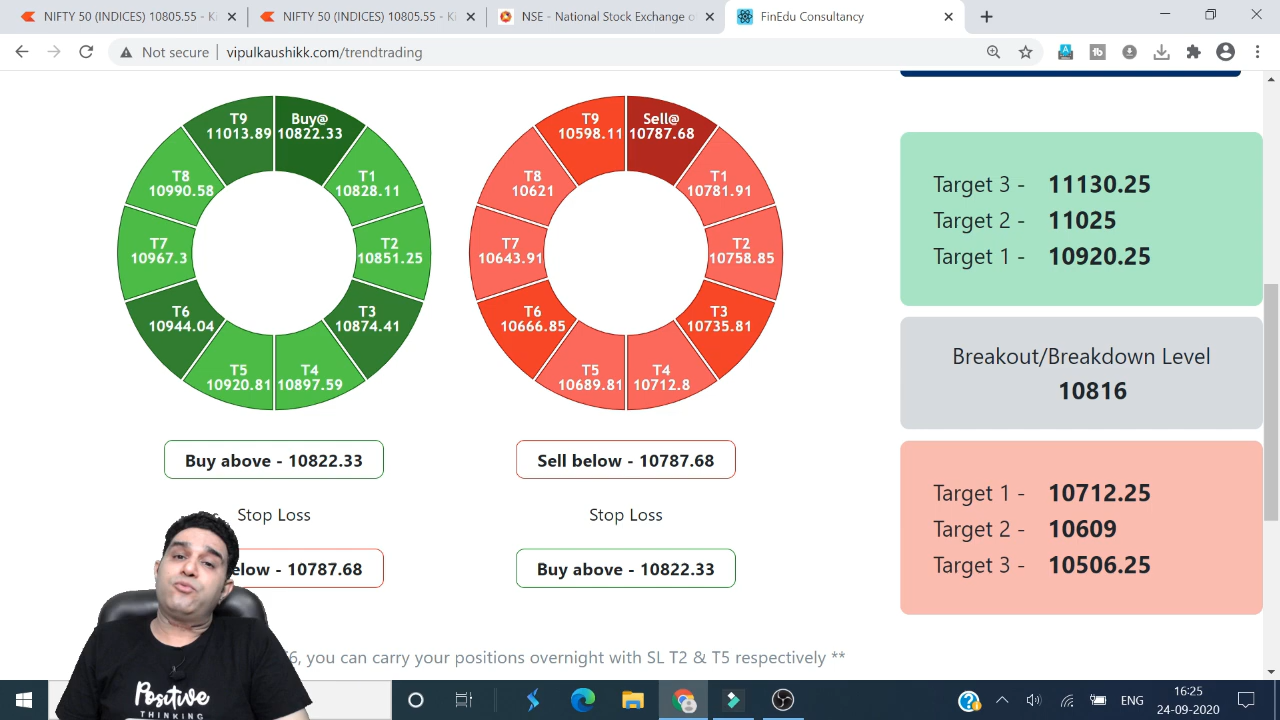 NIFTY 50 (INDICES) 10805.55 - Ki
NIFTY 50 (INDICES) 10805.55 - Ki
NSE - National Stock Exchange o
FinEdu Consultancy
Not secure
vipulkaushikk.com/trendtrading
T9
11013.89
Buy@
10822.33
T1
10828.11
T2
10851.25
T3
10874.41
T4
10897.59
T5
10920.81
T6
10944.04
T7
10967.3
T8
10990.58
Buy above - 10822.33
Stop Loss
elow - 10787.68
T9
10598.11
Sell@
10787.68
T1
10781.91
T2
10758.85
T3
10735.81
T4
10712.8
T5
10689.81
T6
10666.85
T7
10643.91
T8
10621
Sell below - 10787.68
Stop Loss
Buy above - 10822.33
Target 3 - 11130.25
Target 2 - 11025
Target 1 - 10920.25
Breakout/Breakdown Level
10816
Target 1 - 10712.25
Target 2 - 10609
Target 3 - 10506.25
you can carry your positions overnight with SL T2 & T5 respectively **
Positive
THINKING
ENG
16:25
24-09-2020